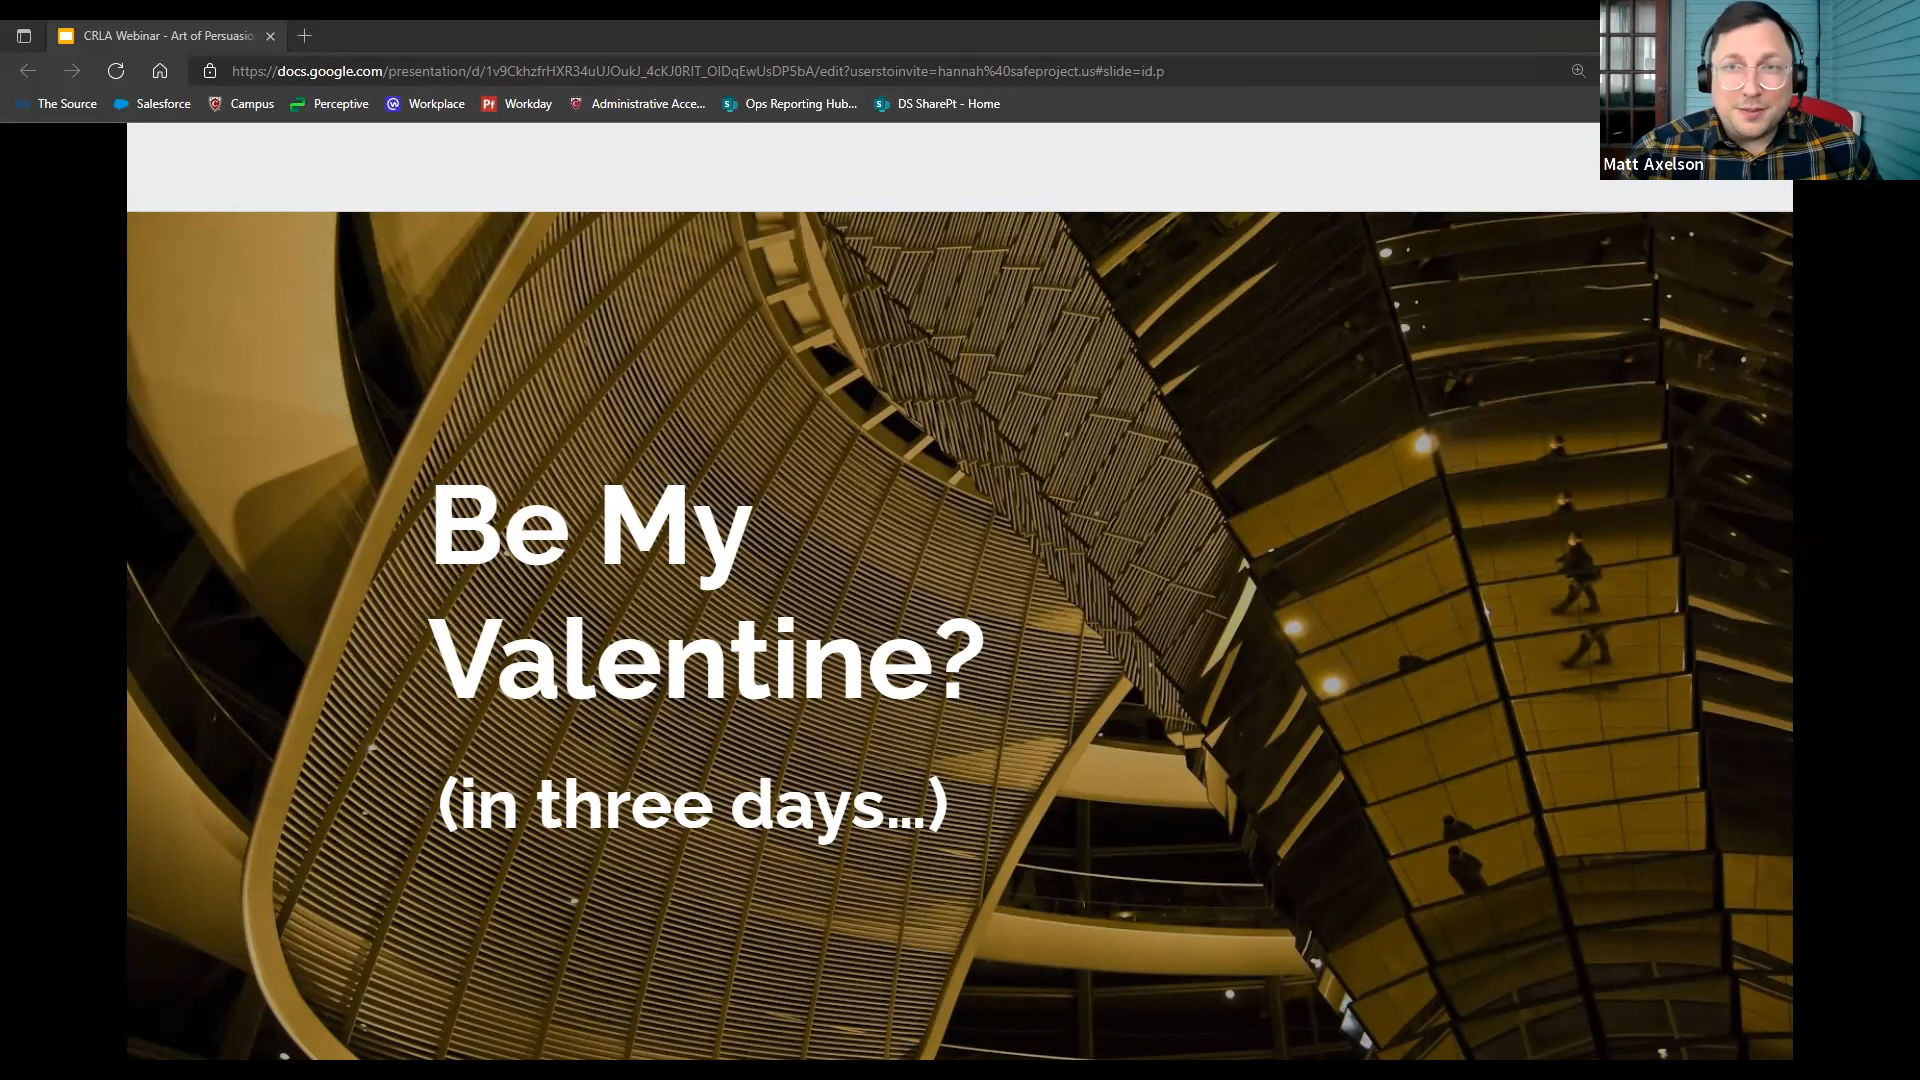 CRLA Webinar - Art of Persuasio
https://docs.google.com/presentation/d/1v9CkhzfrHXR34uUJOukJ_4cKJ0RIT_OIDqEwUsDP5bA/edit?userstoinvite=hannah%40safeproject.us#slide=id.p
The Source Salesforce Campus Perceptive Workplace Workday Administrative Acce... Ops Reporting Hub... DS SharePt - Home
Matt Axelson
Be My
Valentine?
(in three days...)